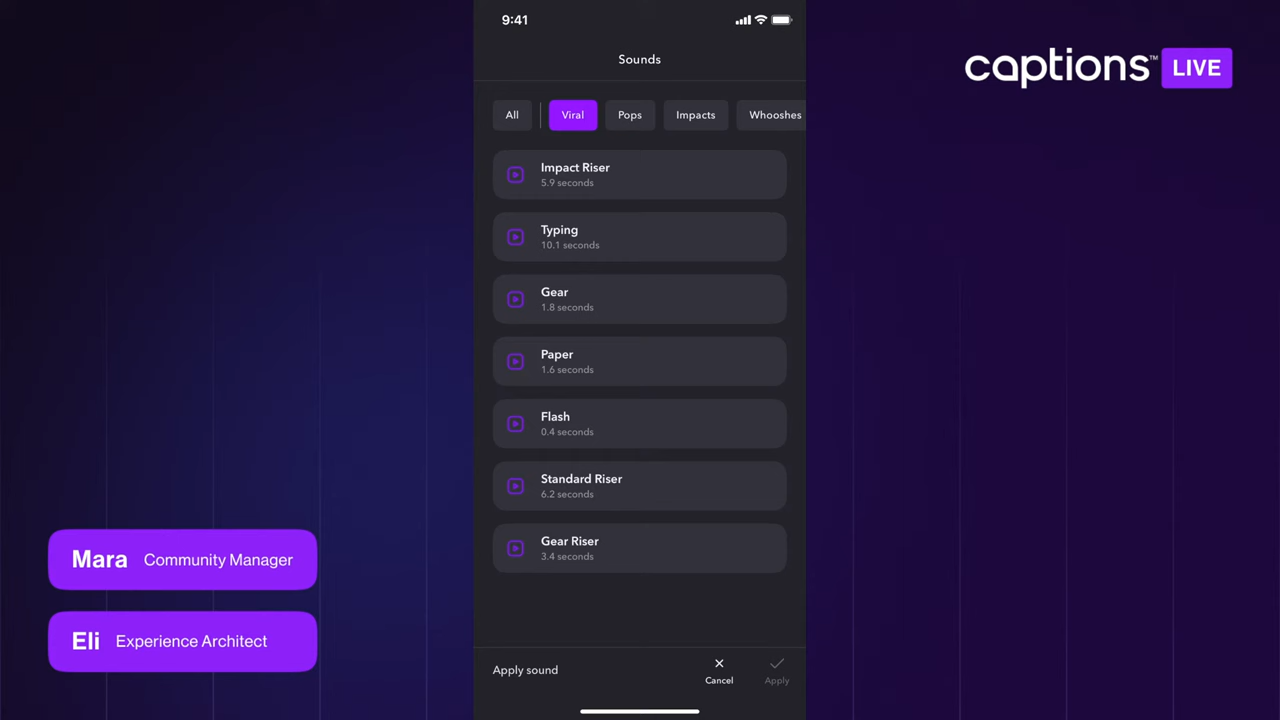 9:41
Sounds
All
Viral
Pops
Impacts
Whooshes
Impact Riser
5.9 seconds
Typing
10.1 seconds
Gear
1.8 seconds
Paper
1.6 seconds
Flash
0.4 seconds
Standard Riser
6.2 seconds
Gear Riser
3.4 seconds
Apply sound
Cancel
Apply
captions™ LIVE
Mara Community Manager
Eli Experience Architect